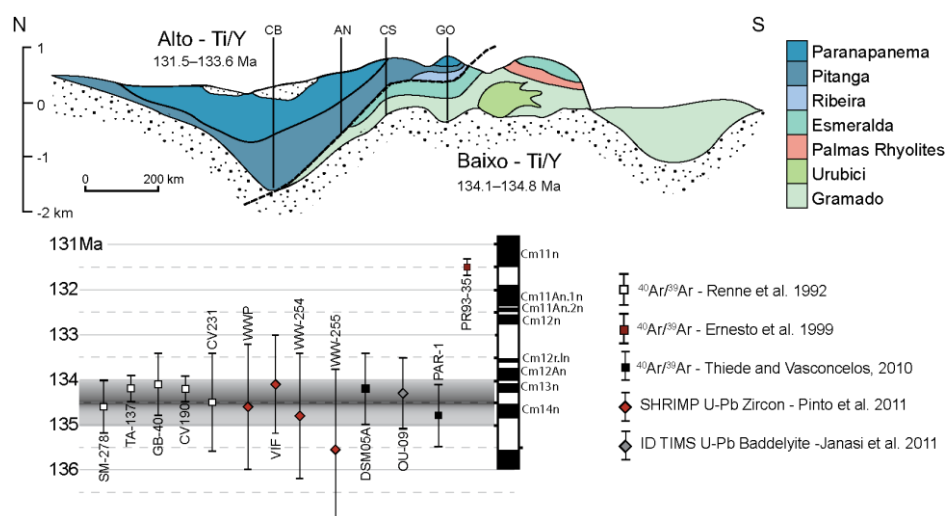 N
S
CB
AN
CS
GO
Alto - Ti/Y
131.5–133.6 Ma
1
0
-1
-2 km
0
200 km
Baixo - Ti/Y
134.1–134.8 Ma
Paranapanema
Pitanga
Ribeira
Esmeralda
Palmas Rhyolites
Urubici
Gramado
131Ma
132
133
134
135
136
SM-278
TA-137
GB-40
CV190
CV231
WWP
VIF
WW-254
WW-255
DSM05A
OU-09
PAR-1
PR93-35
Cm11n
Cm11An.1n
Cm11An.2n
Cm12n
Cm12r.In
Cm12An
Cm13n
Cm14n
⁴⁰Ar/³⁹Ar - Renne et al. 1992
⁴⁰Ar/³⁹Ar - Ernesto et al. 1999
⁴⁰Ar/³⁹Ar - Thiede and Vasconcelos, 2010
SHRIMP U-Pb Zircon - Pinto et al. 2011
ID TIMS U-Pb Baddelyite -Janasi et al. 2011